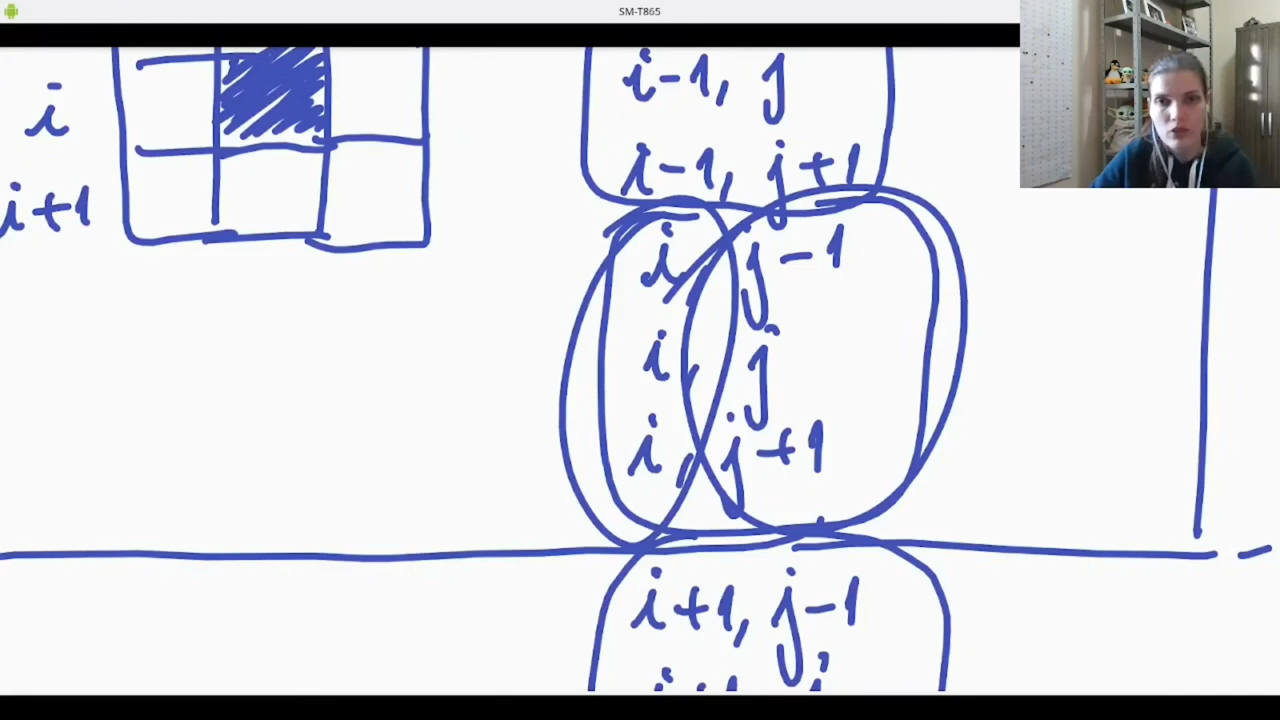 SM-T865
i
i+1
i-1, j
i-1, j+1
i, j-1
i, j
i, j+1
i+1, j-1